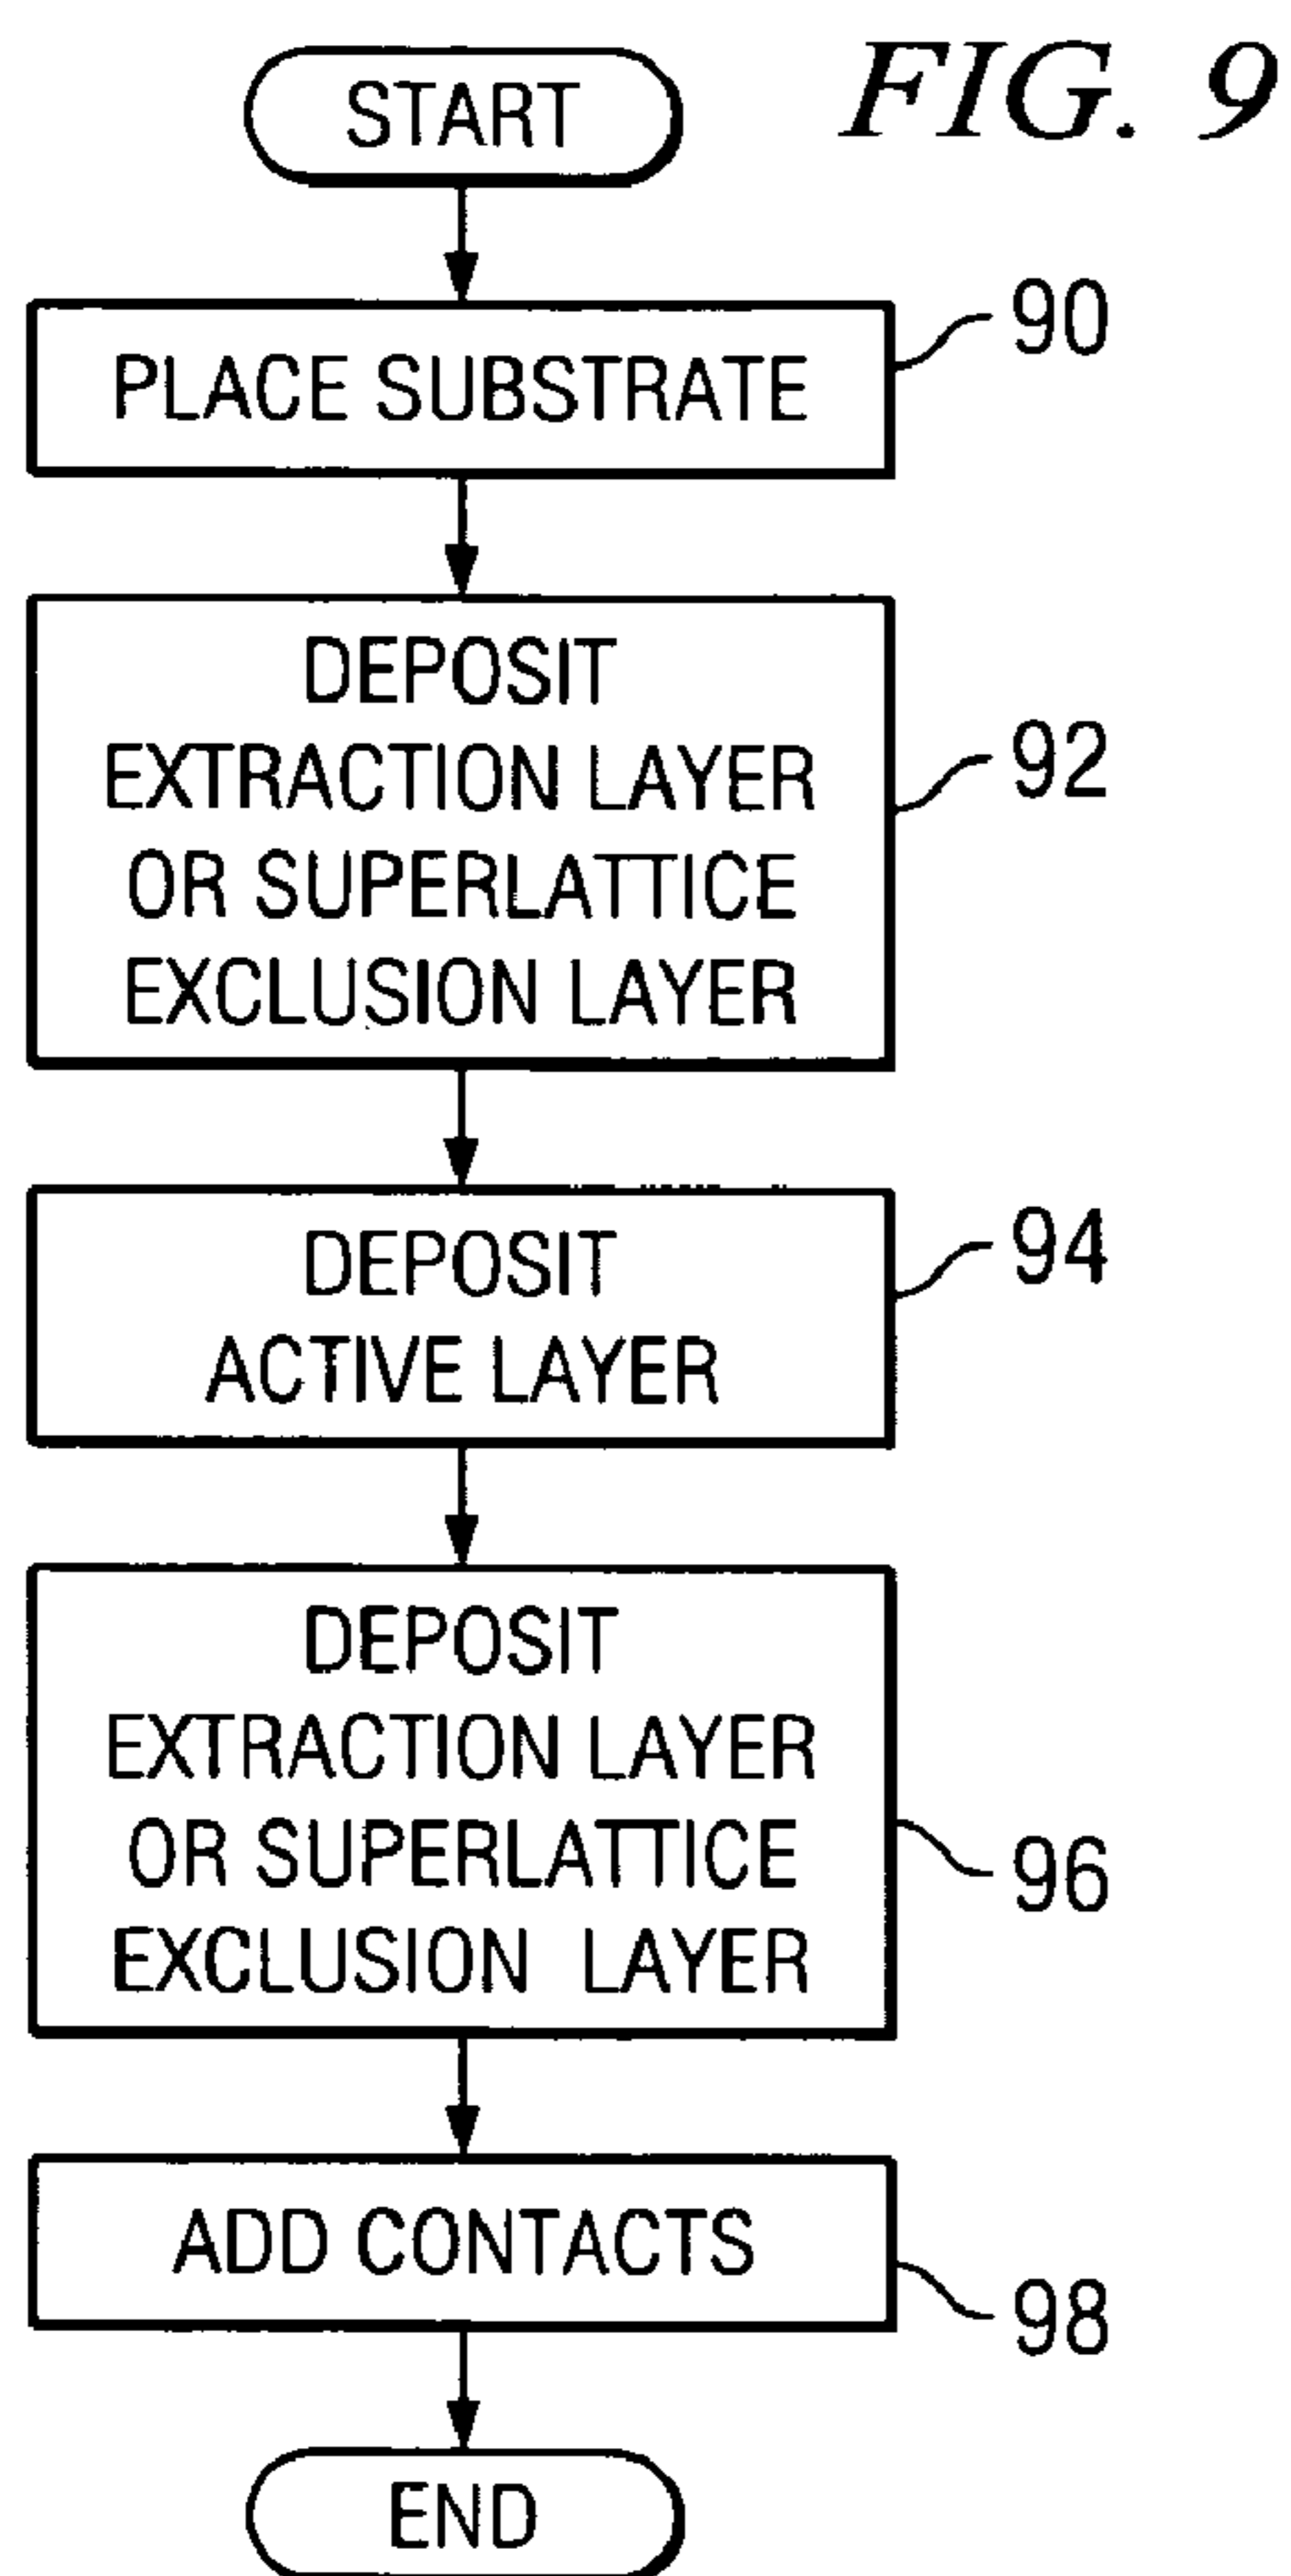 FIG. 9
START
PLACE SUBSTRATE
90
DEPOSIT
EXTRACTION LAYER
OR SUPERLATTICE
EXCLUSION LAYER
92
DEPOSIT
ACTIVE LAYER
94
DEPOSIT
EXTRACTION LAYER
OR SUPERLATTICE
EXCLUSION LAYER
96
ADD CONTACTS
98
END